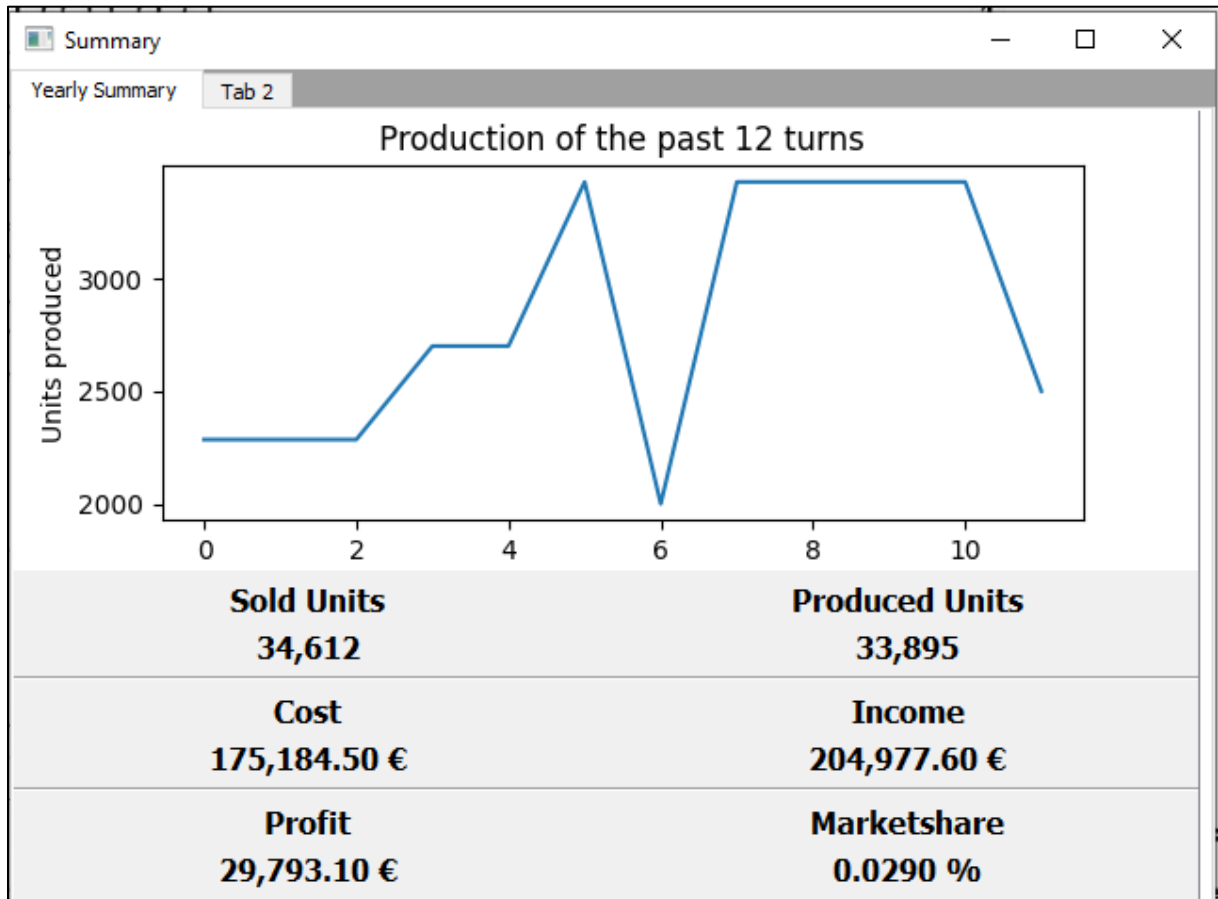 Summary
Yearly Summary Tab 2
Production of the past 12 turns
Units produced
3000
2500
2000
0 2 4 6 8 10
Sold Units Produced Units
34,612 33,895
Cost Income
175,184.50 € 204,977.60 €
Profit Marketshare
29,793.10 € 0.0290 %